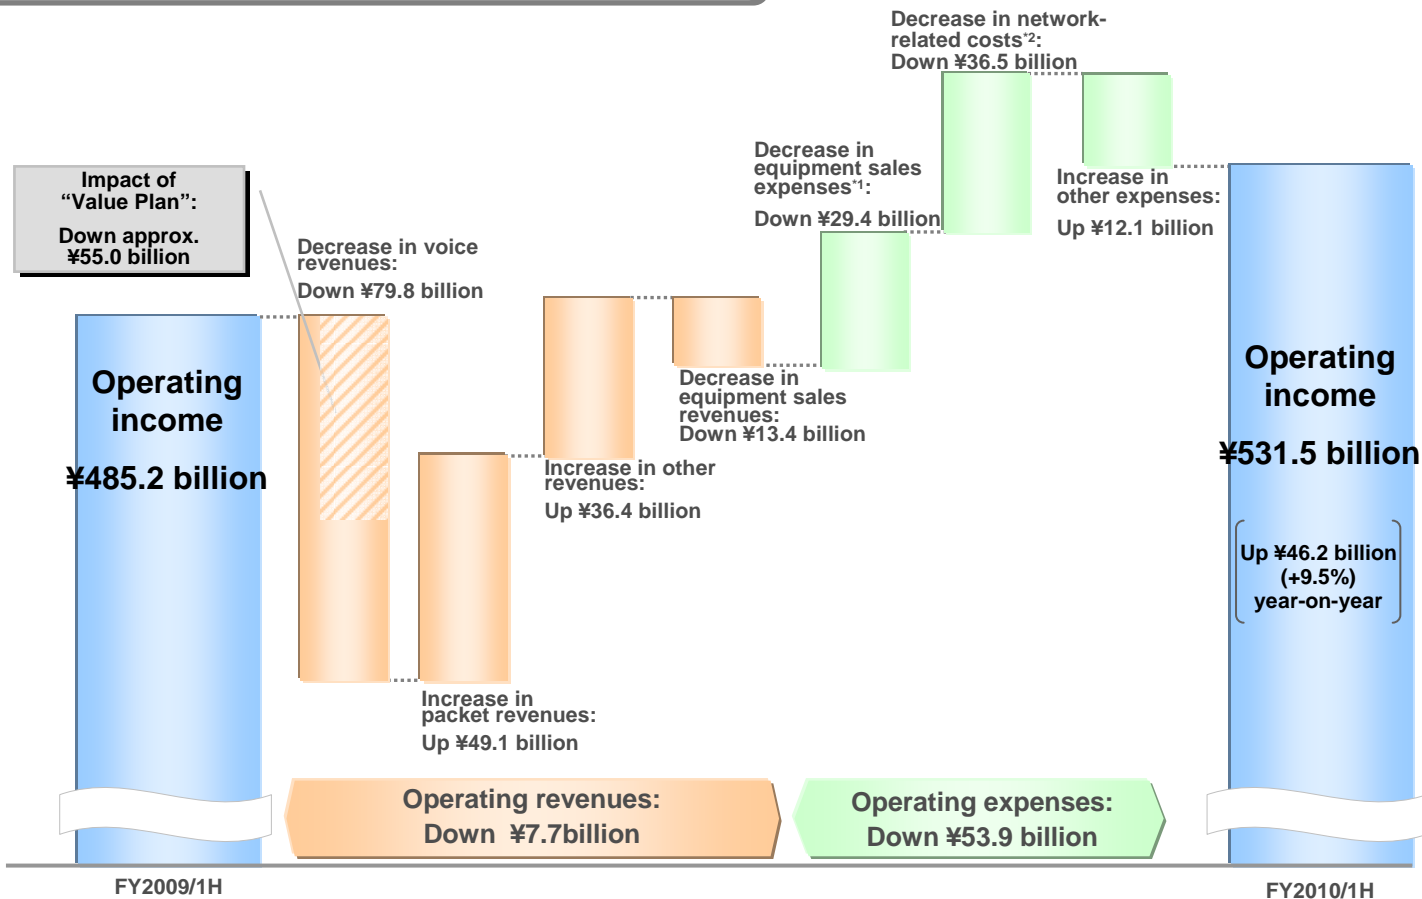 Decrease in network-
related costs*2:
Down ¥36.5 billion
Decrease in
equipment sales
expenses*1:
Down ¥29.4 billion
Increase in
other expenses:
Up ¥12.1 billion
Impact of
“Value Plan”:
Down approx.
¥55.0 billion
Decrease in voice
revenues:
Down ¥79.8 billion
Operating
income
¥485.2 billion
Decrease in
equipment sales
revenues:
Down ¥13.4 billion
Increase in other
revenues:
Up ¥36.4 billion
Increase in
packet revenues:
Up ¥49.1 billion
Operating
income
¥531.5 billion
Up ¥46.2 billion
(+9.5%)
year-on-year
Operating revenues:
Down ¥7.7billion
Operating expenses:
Down ¥53.9 billion
FY2009/1H
FY2010/1H